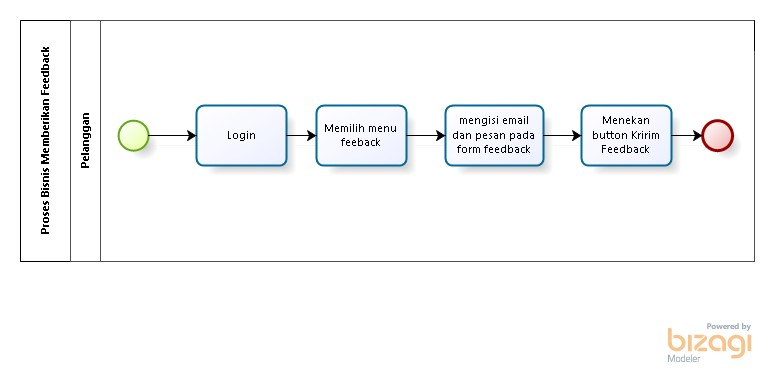 Proses Bisnis Memberikan Feedback
Pelanggan
Login
Memilih menu
feeback
mengisi email
dan pesan pada
form feedback
Menekan
button Kririm
Feedback
Powered by
bizagi
Modeler